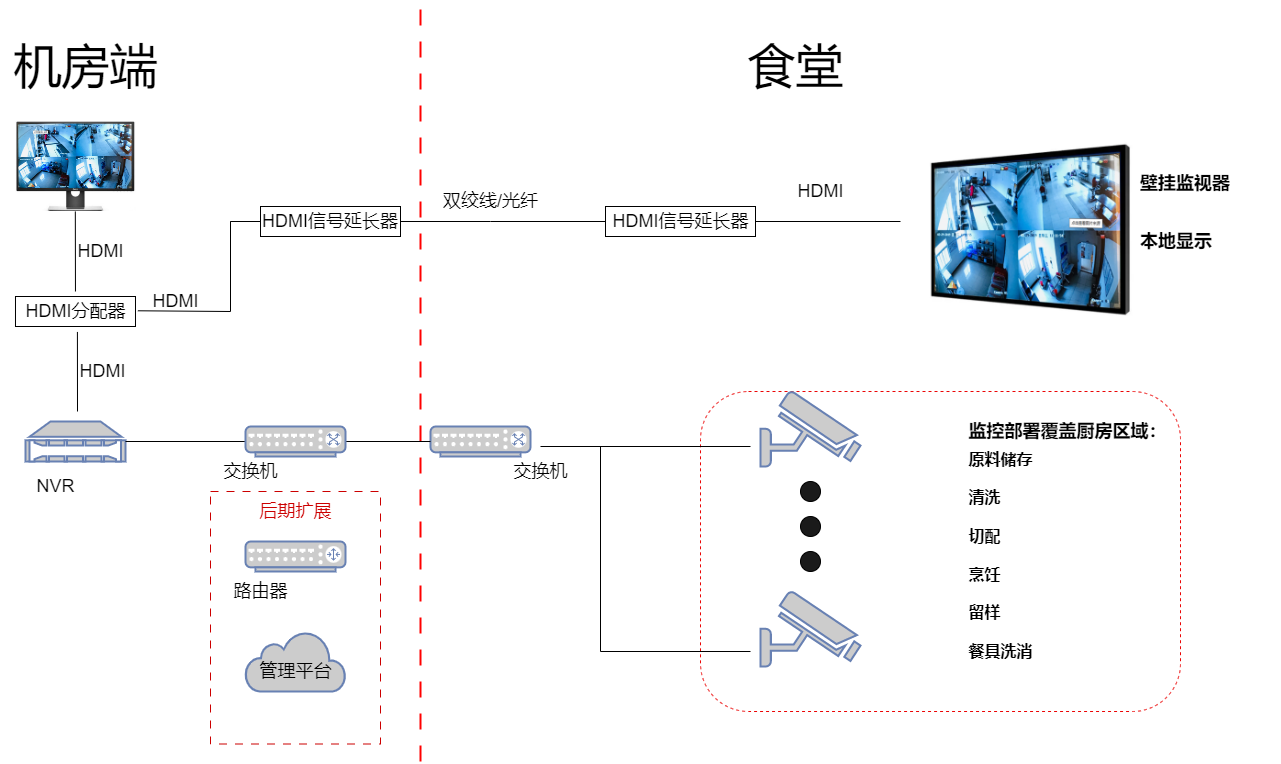 机房端
食堂
双绞线/光纤
HDMI
HDMI信号延长器
HDMI信号延长器
壁挂监视器
本地显示
HDMI
HDMI分配器
HDMI
HDMI
NVR
交换机
交换机
后期扩展
路由器
管理平台
监控部署覆盖厨房区域：
原料储存
清洗
切配
烹饪
留样
餐具洗消